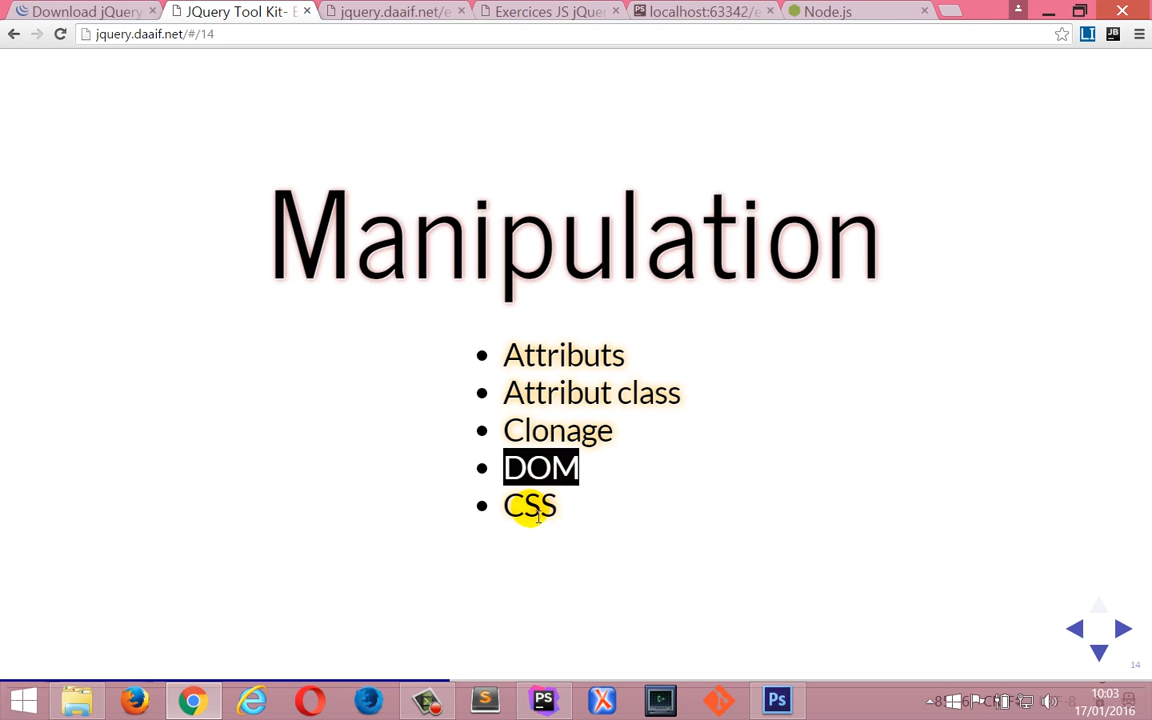 Download jQuery
JQuery Tool Kit- E
jquery.daaif.net/e
Exercices JS jQue
localhost:63342/e
Node.js
jquery.daaif.net/#/14
Manipulation
Attributs
Attribut class
Clonage
DOM
CSS
14
10:03
17/01/2016